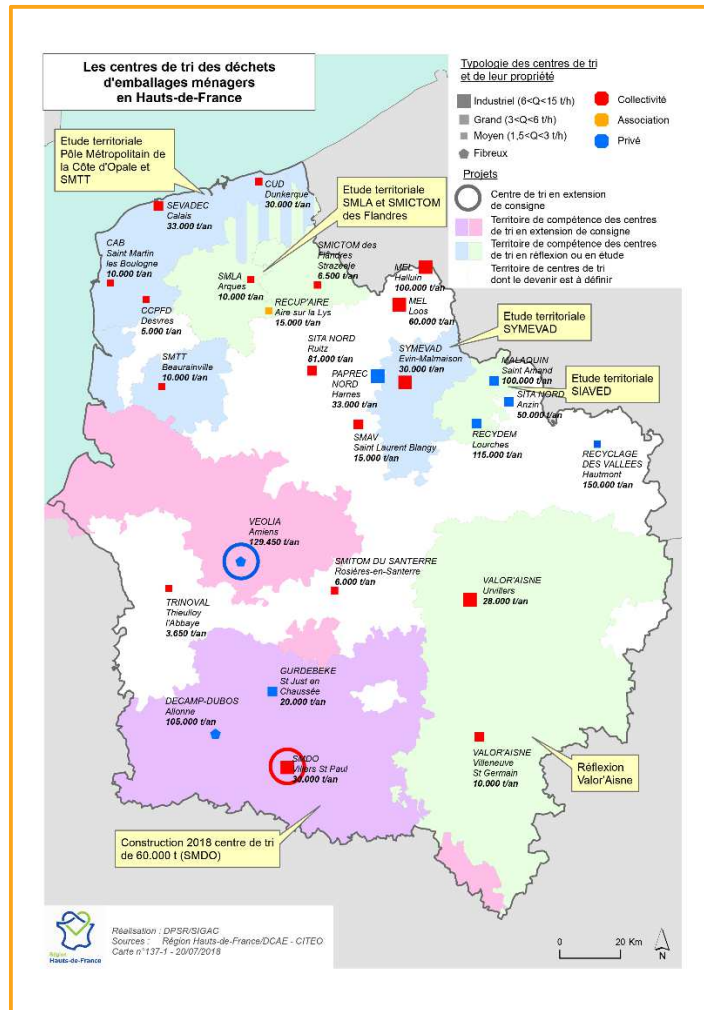 Les centres de tri des déchets
d'emballages ménagers
en Hauts-de-France
Typologie des centres de tri
et de leur propriété
Industriel (6<Q<15 t/h)
Grand (3<Q<6 t/h)
Moyen (1,5<Q<3 t/h)
Fibreux
Collectivité
Association
Privé
Projets
Centre de tri en extension
de consigne
Territoire de compétence des centres
de tri en extension de consigne
Territoire de compétence des centres
de tri en réflexion ou en étude
Territoire de centres de tri
dont le devenir est à définir
Etude territoriale
Pôle Métropolitain de
la Côte d'Opale et
SMTT
CUD
Dunkerque
30.000 t/an
SEVADEC
Calais
33.000 t/an
Etude territoriale
SMLA et SMICTOM
des Flandres
CAB
Saint Martin
les Boulogne
10.000 t/an
SMICTOM des
Flandres
Strazeele
6.500 t/an
SMLA
Arques
10.000 t/an
MEL
Halluin
100.000 t/an
CCPFD
Desvres
5.000 t/an
RECUP'AIRE
Aire sur la Lys
15.000 t/an
MEL
Loos
60.000 t/an
Etude territoriale
SYMEVAD
SITA NORD
Ruitz
81.000 t/an
SYMEVAD
Evin-Malmaison
30.000 t/an
SMTT
Beaurainville
10.000 t/an
PAPREC
NORD
Harnes
33.000 t/an
MALAQUIN
Saint Amand
100.000 t/an
Etude territoriale
SIAVED
SITA NORD
Anzin
50.000 t/an
SMAV
Saint Laurent Blangy
15.000 t/an
RECYDEM
Lourches
115.000 t/an
RECYCLAGE
DES VALLEES
Hautmont
150.000 t/an
VEOLIA
Amiens
129.450 t/an
SMITOM DU SANTERRE
Rosières-en-Santerre
6.000 t/an
VALOR'AISNE
Urvillers
28.000 t/an
TRINOVAL
Thieulloy
l'Abbaye
3.650 t/an
GURDEBEKE
St Just en
Chaussée
20.000 t/an
DECAMP-DUBOS
Allonne
105.000 t/an
SMDO
Villers St Paul
30.000 t/an
VALOR'AISNE
Villeneuve
St Germain
10.000 t/an
Réflexion
Valor'Aisne
Construction 2018 centre de tri
de 60.000 t (SMDO)
Région
Hauts-de-France
Réalisation : DPSR/SIGAC
Sources : Région Hauts-de-France/DCAE - CITEO
Carte n°137-1 - 20/07/2018
0 20 Km
N